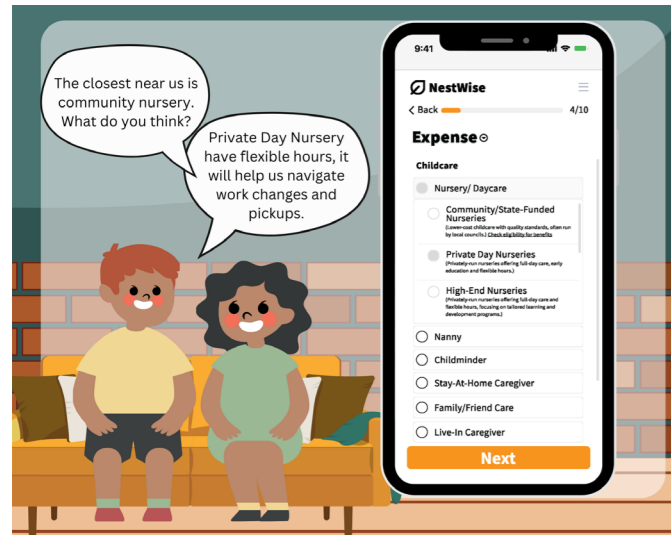 The closest near us is
community nursery.
What do you think?
Private Day Nursery
have flexible hours, it
will help us navigate
work changes and
pickups.
9:41
NestWise
< Back
4/10
Expense
Childcare
Nursery/ Daycare
Community/State-Funded
Nurseries
(Lower-cost childcare with quality standards, often run
by local councils.) Check eligibility for benefits
Private Day Nurseries
(Privately-run nurseries offering full-day care, early
education and flexible hours.)
High-End Nurseries
(Privately-run nurseries offering full-day care and
flexible hours, focusing on tailored learning and
development programs.)
Nanny
Childminder
Stay-At-Home Caregiver
Family/Friend Care
Live-In Caregiver
Next